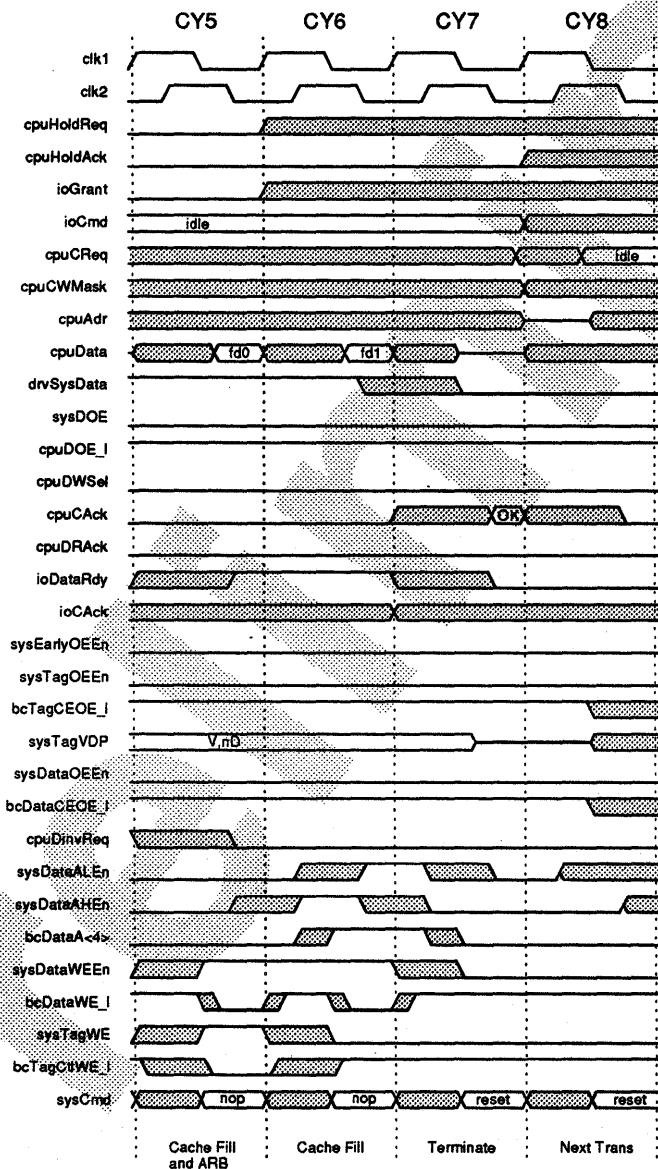 CY5 CY6 CY7 CY8
clk1
clk2
cpuHoldReq
cpuHoldAck
ioGrant
ioCmd idle
cpuCReq idle
cpuCWMask
cpuAdr
cpuData fd0 fd1
drvSysData
sysDOE
cpuDOE_l
cpuDWSel
cpuCAck OK
cpuDRAck
ioDataRdy
ioCAck
sysEarlyOEEn
sysTagOEEn
bcTagCEOE_l
sysTagVDP V,nD
sysDataOEEn
bcDataCEOE_l
cpuDinvReq
sysDataALEn
sysDataAHEn
bcDataA<4>
sysDataWEEn
bcDataWE_l
sysTagWE
bcTagCtlWE_l
sysCmd nop nop reset reset
Cache Fill Cache Fill Terminate Next Trans
and ARB